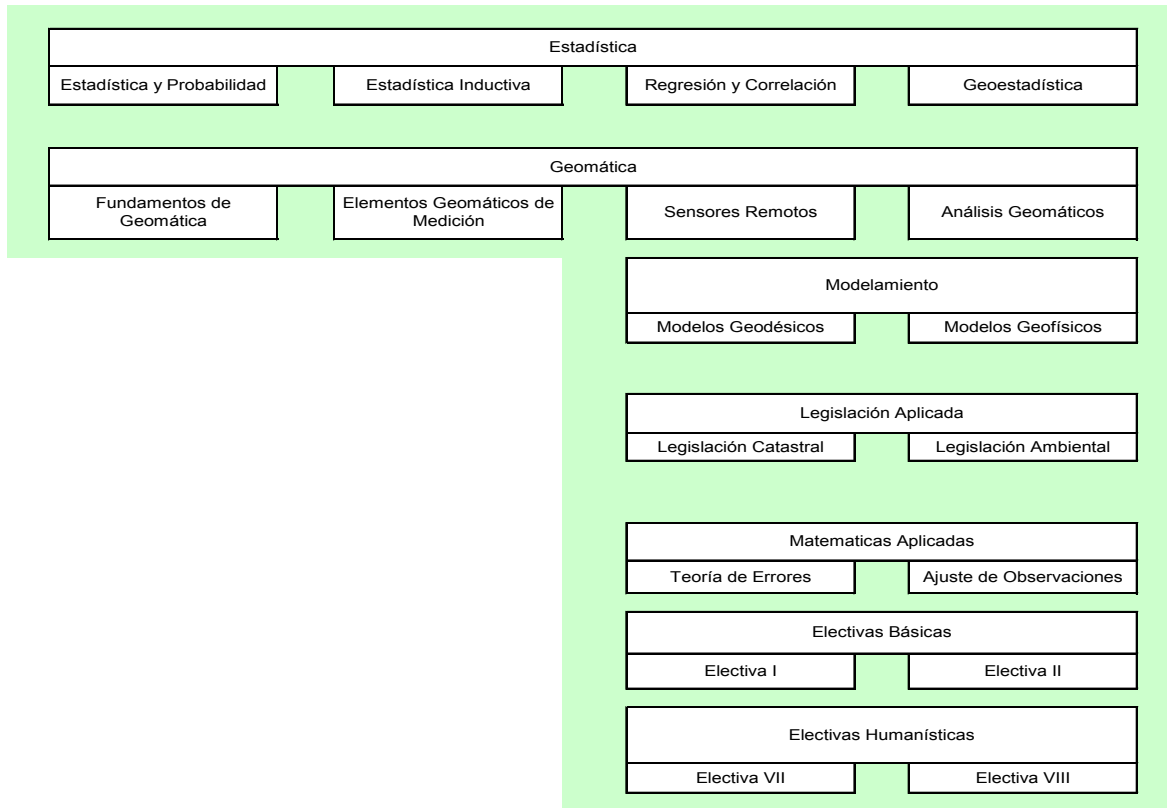 Estadística
Estadística y Probabilidad
Estadística Inductiva
Regresión y Correlación
Geoestadística
Geomática
Fundamentos de
Geomática
Elementos Geomáticos de
Medición
Sensores Remotos
Análisis Geomáticos
Modelamiento
Modelos Geodésicos
Modelos Geofísicos
Legislación Aplicada
Legislación Catastral
Legislación Ambiental
Matematicas Aplicadas
Teoría de Errores
Ajuste de Observaciones
Electivas Básicas
Electiva I
Electiva II
Electivas Humanísticas
Electiva VII
Electiva VIII